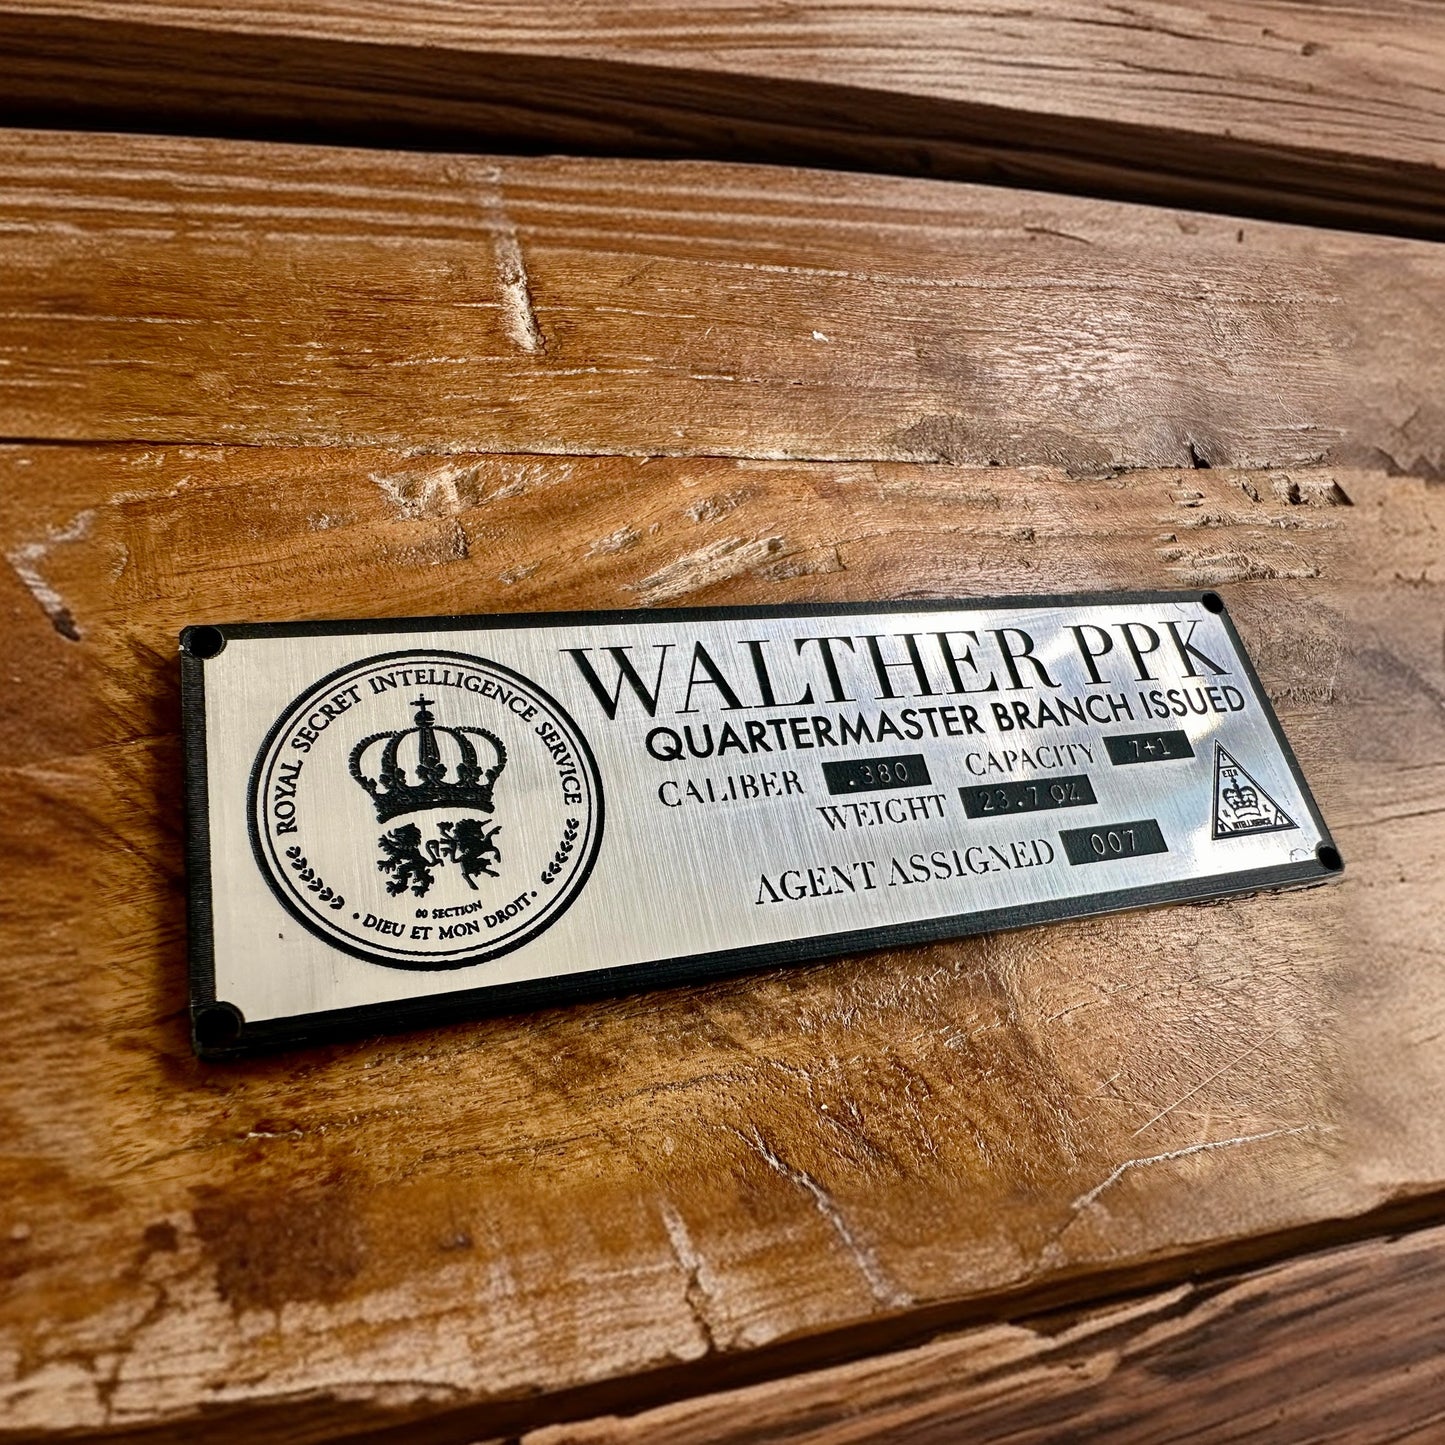 ROYAL SECRET INTELLIGENCE SERVICE
00 SECTION
• DIEU ET MON DROIT •
WALTHER PPK
QUARTERMASTER BRANCH ISSUED
CALIBER .380 CAPACITY 7+1
WEIGHT 23.7 OZ
AGENT ASSIGNED 007
INTELLIGENCE